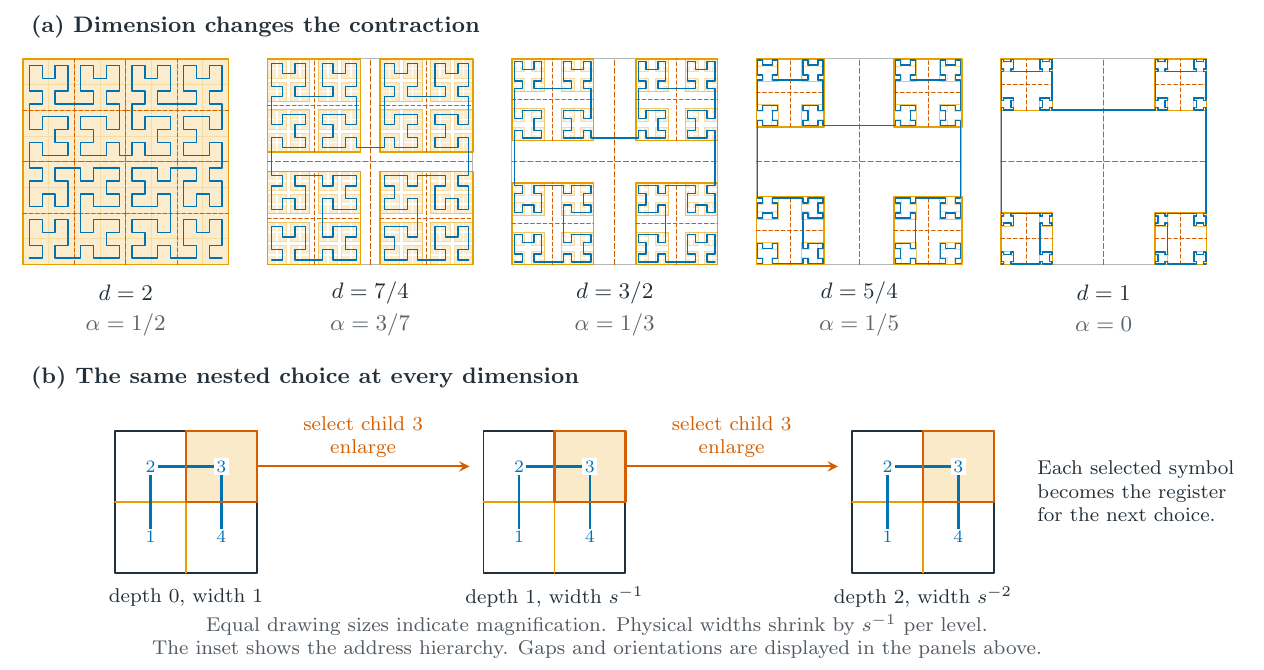 (a) Dimension changes the contraction
d = 2
d = 7/4
d = 3/2
d = 5/4
d = 1
α = 1/2
α = 3/7
α = 1/3
α = 1/5
α = 0
(b) The same nested choice at every dimension
select child 3
enlarge
select child 3
enlarge
2 3
1 4
2 3
1 4
2 3
1 4
Each selected symbol
becomes the register
for the next choice.
depth 0, width 1
depth 1, width s⁻¹
depth 2, width s⁻²
Equal drawing sizes indicate magnification. Physical widths shrink by s⁻¹ per level.
The inset shows the address hierarchy. Gaps and orientations are displayed in the panels above.